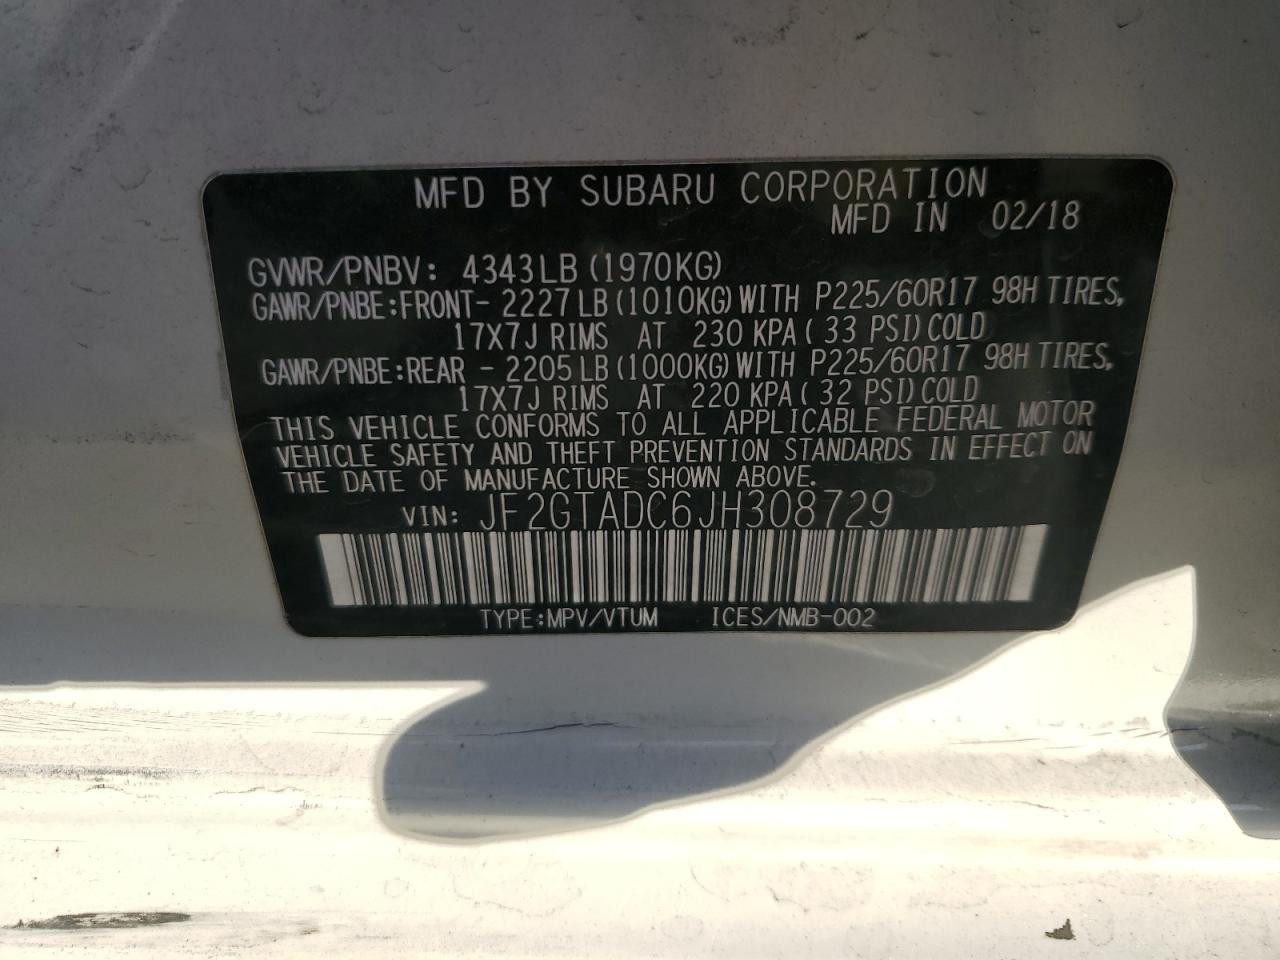 MFD BY SUBARU CORPORATION
MFD IN 02/18
GVWR/PNBV: 4343LB (1970KG)
GAWR/PNBE:FRONT- 2227LB(1010KG)WITH P225/60R17 98H TIRES,
17X7J RIMS AT 230 KPA( 33 PSI)COLD
GAWR/PNBE:REAR - 2205LB(1000KG)WITH P225/60R17 98H TIRES,
17X7J RIMS AT 220 KPA( 32 PSI)COLD
THIS VEHICLE CONFORMS TO ALL APPLICABLE FEDERAL MOTOR
VEHICLE SAFETY AND THEFT PREVENTION STANDARDS IN EFFECT ON
THE DATE OF MANUFACTURE SHOWN ABOVE.
VIN: JF2GTADC6JH308729
TYPE:MPV/VTUM ICES/NMB-002